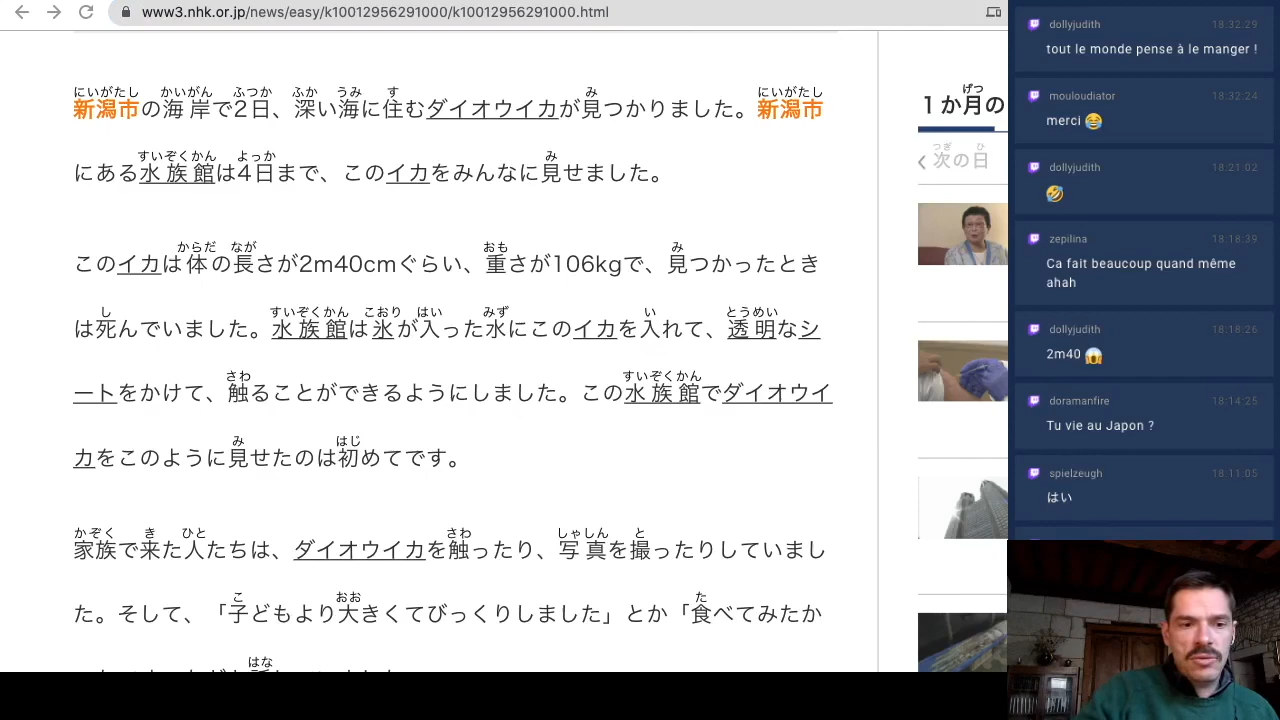 www3.nhk.or.jp/news/easy/k10012956291000/k10012956291000.html
新潟市の海岸で2日、深い海に住むダイオウイカが見つかりました。新潟市
にいがたし かいがん ふつか ふか うみ す み にいがたし
にある水族館は4日まで、このイカをみんなに見せました。
すいぞくかん よっか み
このイカは体の長さが2m40cmぐらい、重さが106kgで、見つかったとき
からだ なが おも み
は死んでいました。水族館は氷が入った水にこのイカを入れて、透明なシ
し すいぞくかん こおり はい みず い とうめい
ートをかけて、触ることができるようにしました。この水族館でダイオウイ
さわ すいぞくかん
カをこのように見せたのは初めてです。
み はじ
家族で来た人たちは、ダイオウイカを触ったり、写真を撮ったりしていまし
かぞく き ひと さわ しゃしん と
た。そして、「子どもより大きくてびっくりしました」とか「食べてみたか
こ おお た
はな
１か月の
げつ
次の日
つぎ ひ
dollyjudith 18:32:29
tout le monde pense à le manger !
mouloudiator 18:32:24
merci 😂
dollyjudith 18:21:02
🤣
zepilina 18:18:39
Ca fait beaucoup quand même
ahah
dollyjudith 18:18:26
2m40 😱
doramanfire 18:14:25
Tu vie au Japon ?
spielzeugh 18:11:05
はい